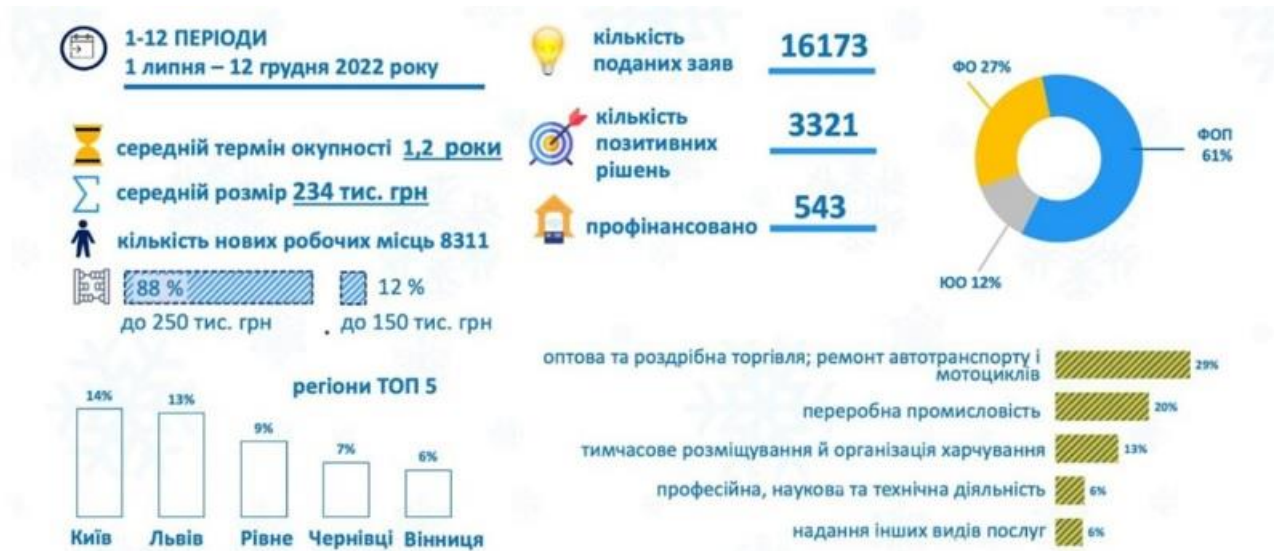 1-12 ПЕРІОДИ
1 липня – 12 грудня 2022 року
середній термін окупності 1,2 роки
середній розмір 234 тис. грн
кількість нових робочих місць 8311
88 %
12 %
до 250 тис. грн
. до 150 тис. грн
кількість
поданих заяв
16173
кількість
позитивних
рішень
3321
профінансовано
543
ФО 27%
ФОП
61%
ЮО 12%
регіони ТОП 5
14%
13%
9%
7%
6%
Київ
Львів
Рівне
Чернівці
Вінниця
оптова та роздрібна торгівля; ремонт автотранспорту і
мотоциклів
29%
переробна промисловість
20%
тимчасове розміщування й організація харчування
13%
професійна, наукова та технічна діяльність
6%
надання інших видів послуг
6%